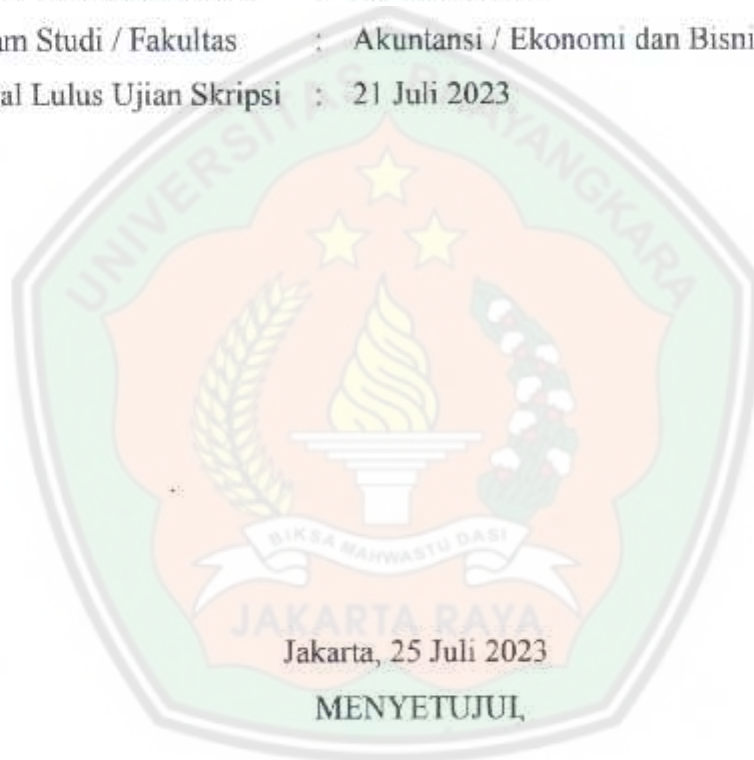 am Studi / Fakultas : Akuntansi / Ekonomi dan Bisni
al Lulus Ujian Skripsi : 21 Juli 2023
UNIVERSITAS BHAYANGKARA
BIKSA MAHWASTU DASI
JAKARTA RAYA
Jakarta, 25 Juli 2023
MENYETUJUI,